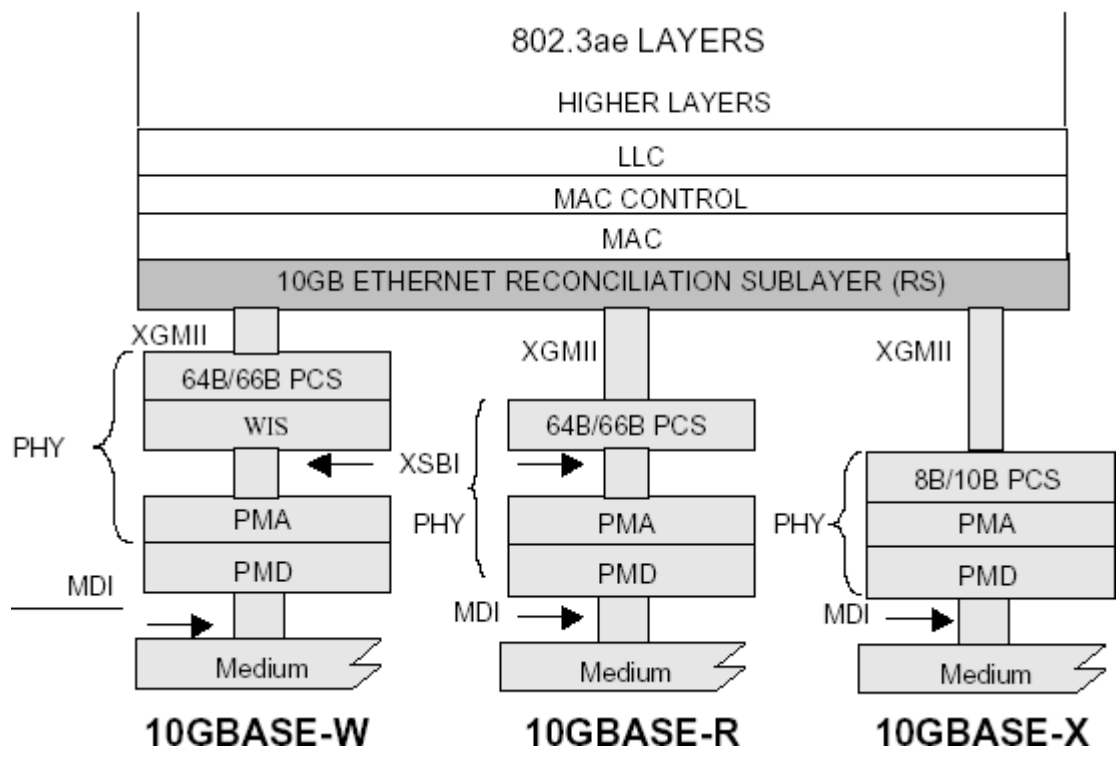 802.3ae LAYERS
HIGHER LAYERS
LLC
MAC CONTROL
MAC
10GB ETHERNET RECONCILIATION SUBLAYER (RS)
XGMII
64B/66B PCS
WIS
PHY
PMA
PMD
MDI
Medium
10GBASE-W
XSBI
XGMII
64B/66B PCS
PHY
PMA
PMD
MDI
Medium
10GBASE-R
XGMII
8B/10B PCS
PHY
PMA
PMD
MDI
Medium
10GBASE-X